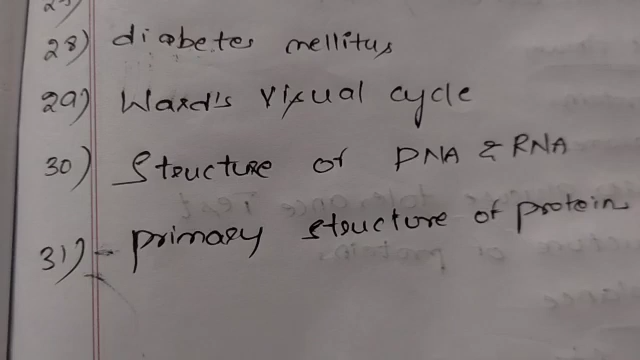 28) diabetes mellitus
29) Ward's visual cycle
30) Structure of DNA & RNA
31) - primary structure of protein